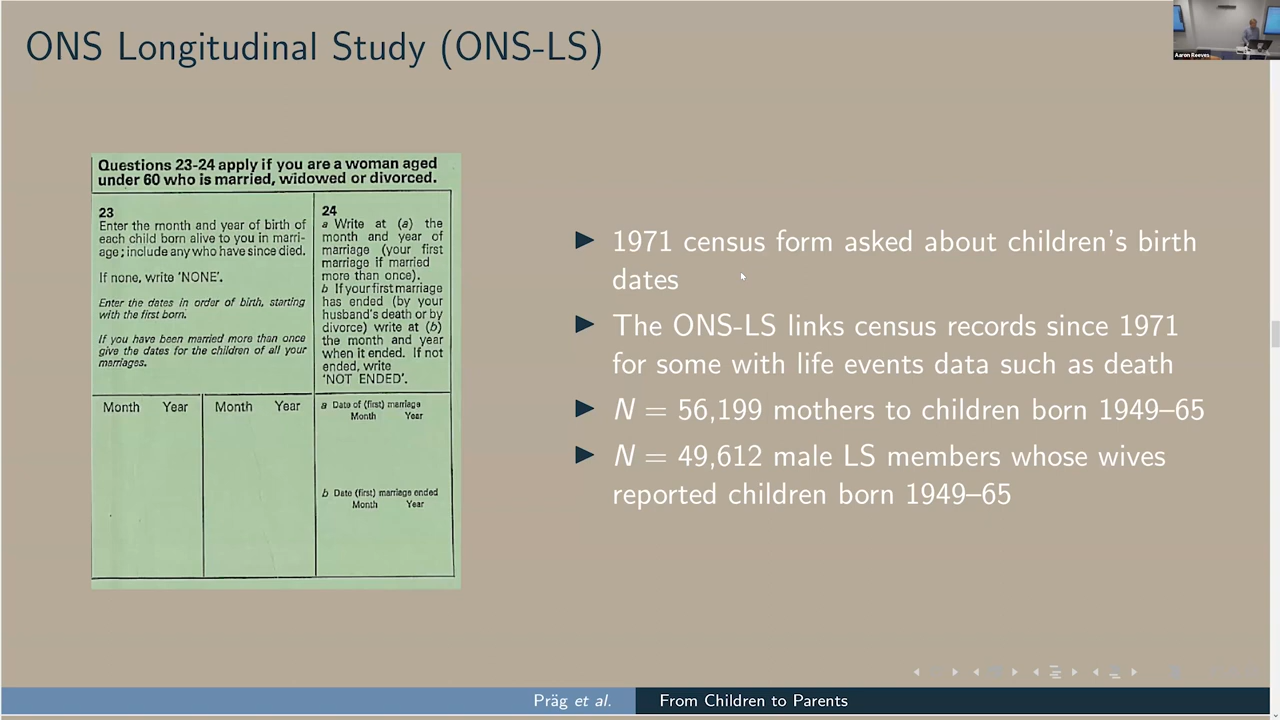 ONS Longitudinal Study (ONS-LS)
Aaron Reeves
Questions 23-24 apply if you are a woman aged
under 60 who is married, widowed or divorced.
23
Enter the month and year of birth of
each child born alive to you in marri-
age; include any who have since died.
If none, write 'NONE'.
Enter the dates in order of birth, starting
with the first born.
If you have been married more than once
give the dates for the children of all your
marriages.
Month Year
Month Year
24
a Write at (a) the
month and year of
marriage (your first
marriage if married
more than once).
b If your first marriage
has ended (by your
husband's death or by
divorce) write at (b)
the month and year
when it ended. If not
ended, write
'NOT ENDED'.
a Date of (first) marriage
Month Year
b Date (first) marriage ended
Month Year
1971 census form asked about children's birth
dates
The ONS-LS links census records since 1971
for some with life events data such as death
N = 56,199 mothers to children born 1949–65
N = 49,612 male LS members whose wives
reported children born 1949–65
Präg et al.
From Children to Parents